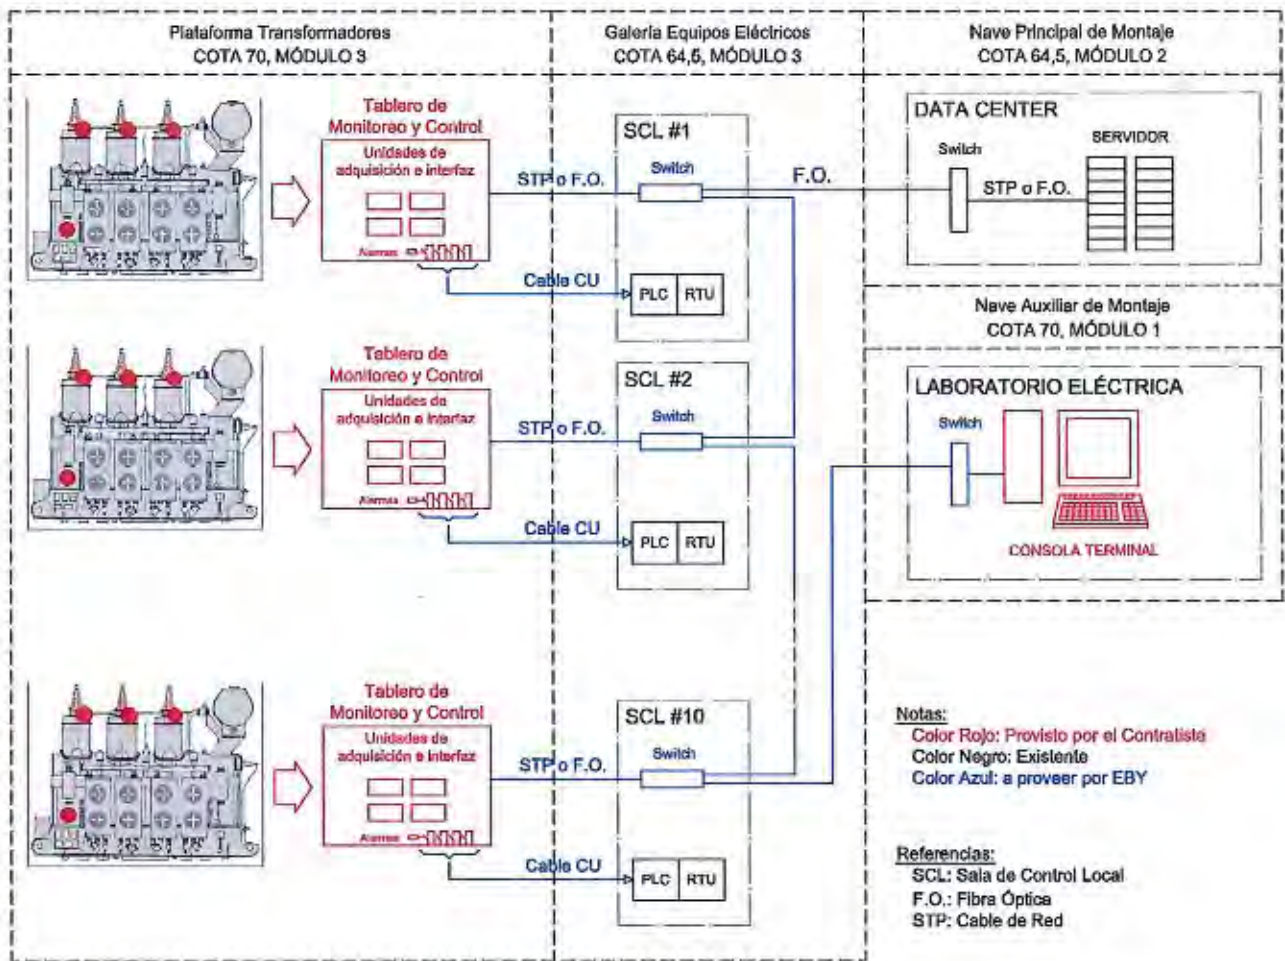 Plataforma Transformadores
COTA 70, MÓDULO 3
Galería Equipos Eléctricos
COTA 64,5, MÓDULO 3
Nave Principal de Montaje
COTA 64,5, MÓDULO 2
Tablero de
Monitoreo y Control
Unidades de
adquisición e interfaz
Alarmas
STP o F.O.
Cable CU
SCL #1
Switch
PLC RTU
F.O.
DATA CENTER
Switch
STP o F.O.
SERVIDOR
Nave Auxiliar de Montaje
COTA 70, MÓDULO 1
Tablero de
Monitoreo y Control
Unidades de
adquisición e interfaz
Alarmas
STP o F.O.
Cable CU
SCL #2
Switch
PLC RTU
LABORATORIO ELÉCTRICA
Switch
CONSOLA TERMINAL
Tablero de
Monitoreo y Control
Unidades de
adquisición e interfaz
Alarmas
STP o F.O.
Cable CU
SCL #10
Switch
PLC RTU
Notas:
Color Rojo: Provisto por el Contratista
Color Negro: Existente
Color Azul: a proveer por EBY
Referencias:
SCL: Sala de Control Local
F.O.: Fibra Óptica
STP: Cable de Red